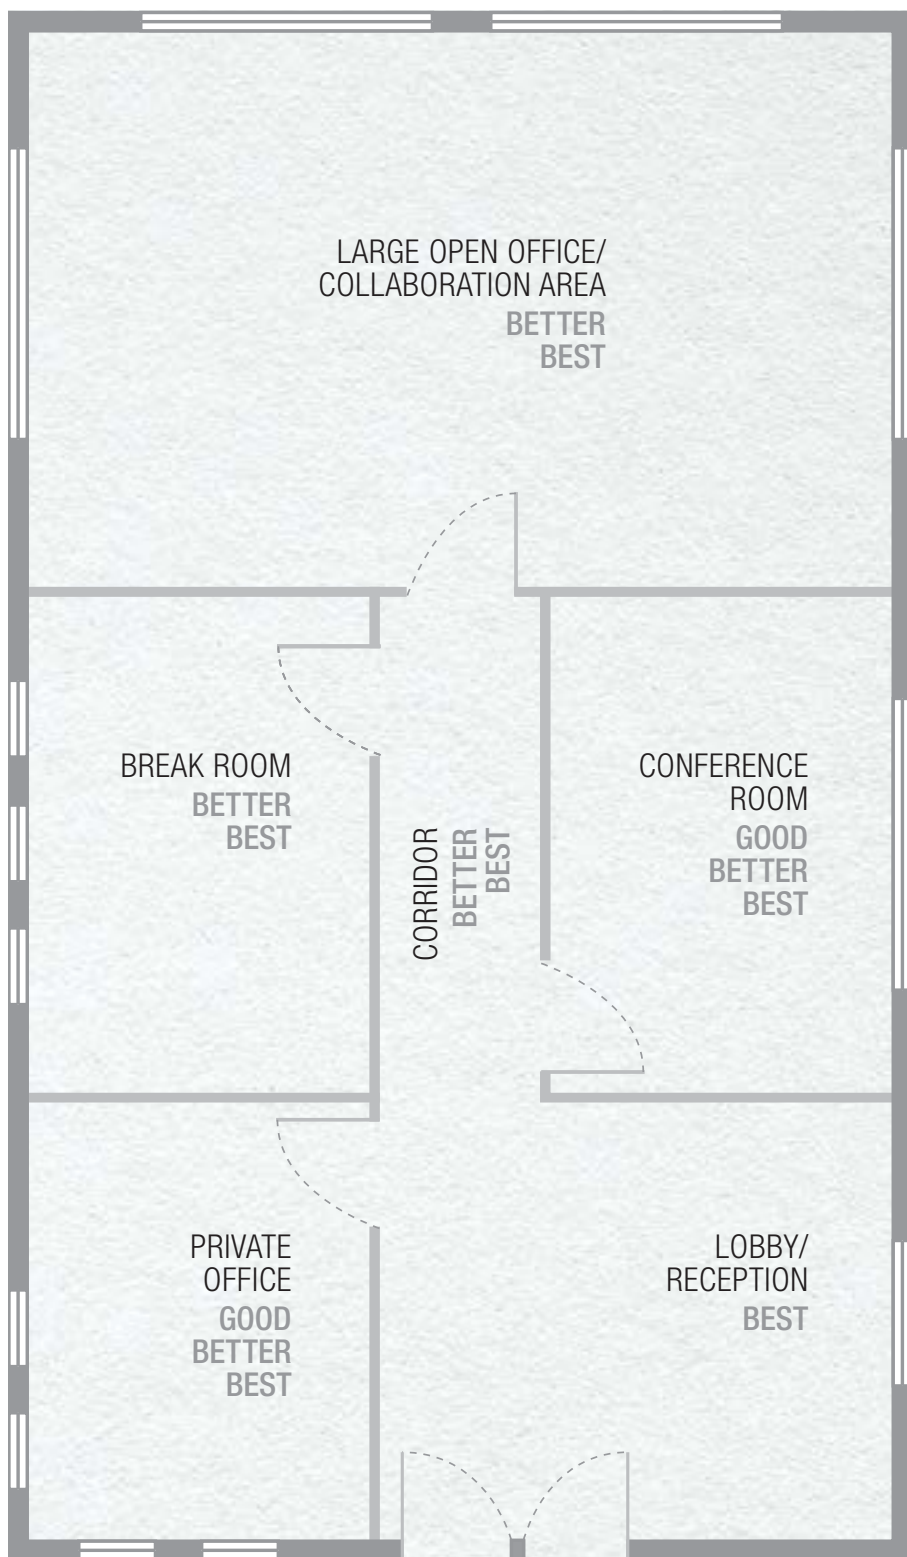 LARGE OPEN OFFICE/
COLLABORATION AREA
BETTER
BEST
BREAK ROOM
BETTER
BEST
CORRIDOR
BETTER
BEST
CONFERENCE
ROOM
GOOD
BETTER
BEST
PRIVATE
OFFICE
GOOD
BETTER
BEST
LOBBY/
RECEPTION
BEST